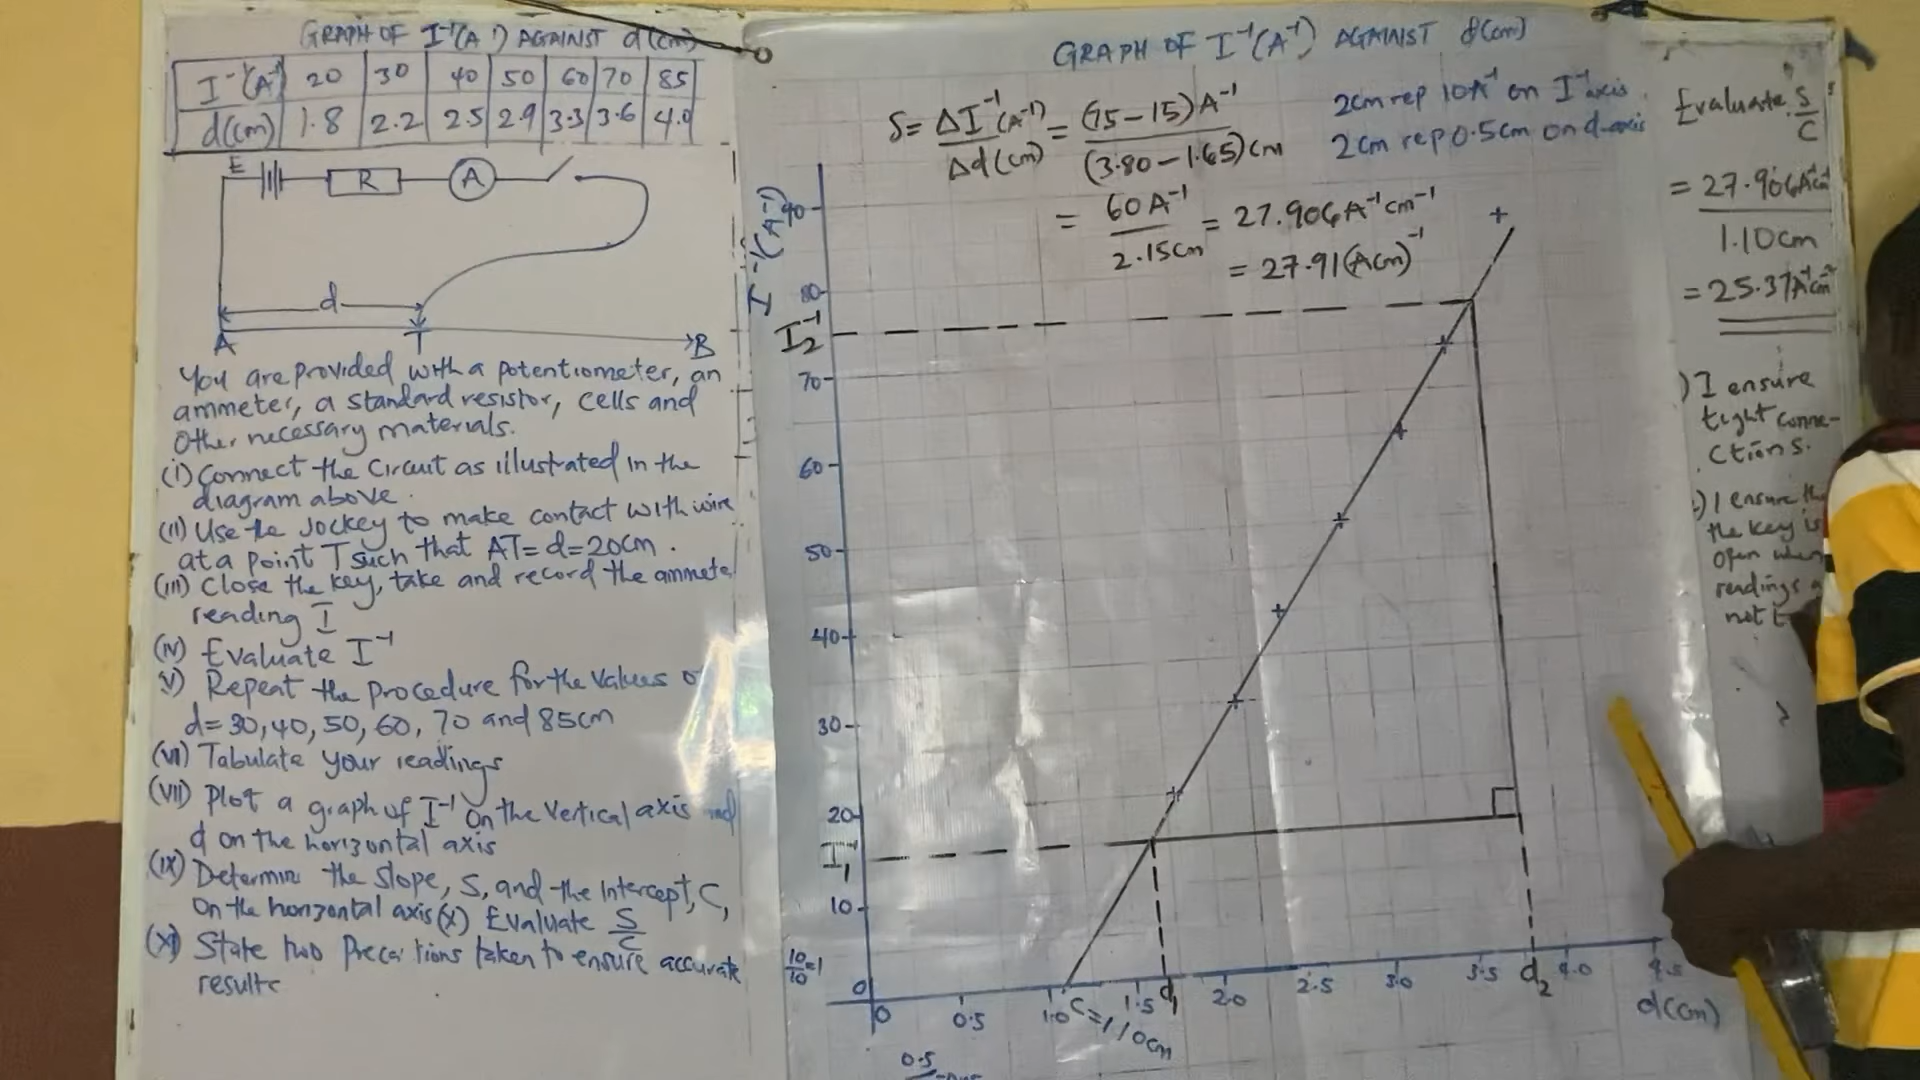 GRAPH OF I⁻¹(A⁻¹) AGAINST d(cm)
I⁻¹(A⁻¹) 20 30 40 50 60 70 85
d(cm) 1.8 2.2 2.5 2.9 3.3 3.6 4.0
E
R A
d
A T B
You are provided with a potentiometer, an
ammeter, a standard resistor, cells and
other necessary materials.
(i) Connect the circuit as illustrated in the
diagram above.
(ii) Use the Jockey to make contact with wire
at a point T such that AT= d=20cm.
(iii) Close the key, take and record the ammeter
reading I
(iv) Evaluate I⁻¹
v) Repeat the procedure for the values o
d=30,40,50,60,70 and 85cm
(vi) Tabulate your readings
(vii) Plot a graph of I⁻¹ on the vertical axis and
d on the horizontal axis
(ix) Determine the slope, S, and the Intercept, C,
on the horizontal axis (x) Evaluate S/C
(xi) State two Precautions taken to ensure accurate
results
GRAPH OF I⁻¹(A⁻¹) AGAINST d(cm)
S= ΔI⁻¹(A⁻¹)/Δd(cm) = (75-15)A⁻¹/(3.80-1.65)cm
= 60A⁻¹/2.15cm = 27.906A⁻¹cm⁻¹
= 27.91(Acm)⁻¹
2cm rep 10A⁻¹ on I⁻¹axis
2cm rep 0.5cm on d-axis
I⁻¹(A⁻¹)
90
80
I₂⁻¹
70
60
50
40
30
20
I₁⁻¹
10
10/10=1
0
0 0.5 1.0 1.5 d₁ 2.0 2.5 3.0 3.5 d₂ 4.0 4.5
C=1.10cm
d(cm)
0.5
Evaluate S/C
= 27.906A⁻¹cm⁻¹
1.10cm
= 25.37A⁻¹cm⁻²
) I ensure
tight conne-
ctions.
) I ensure th
the key is
open when
readings a
not t